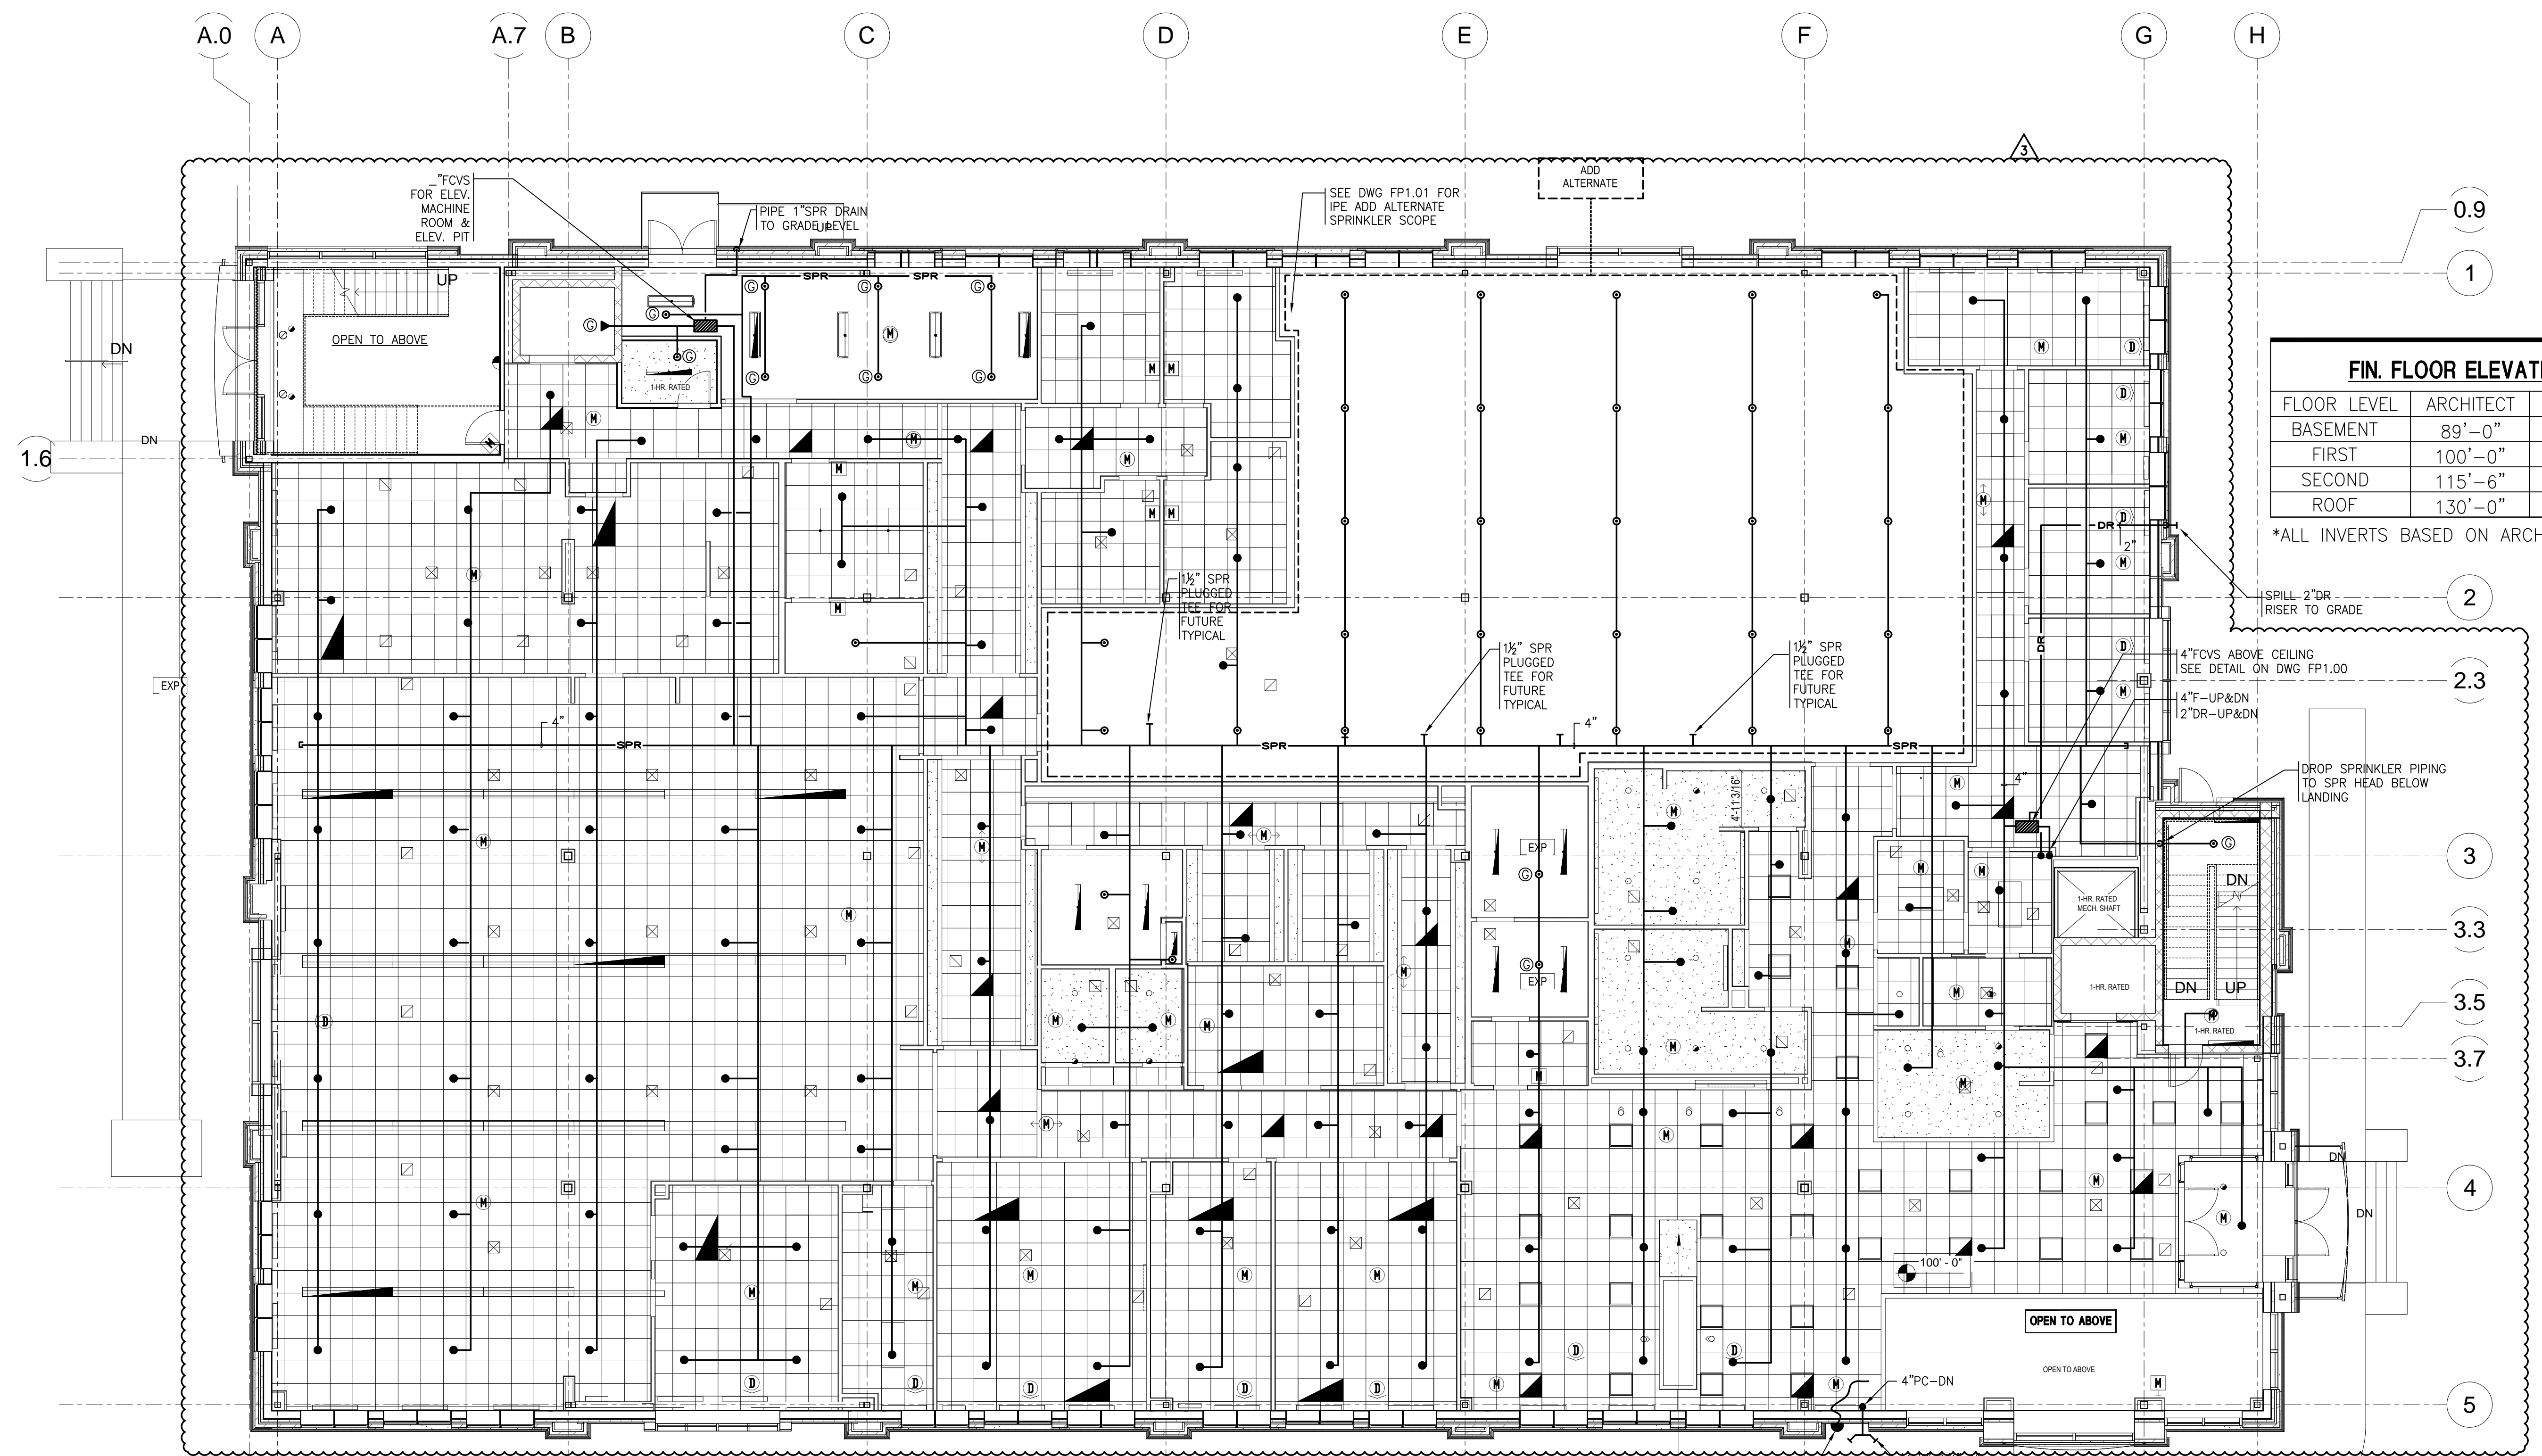 A.0
A
A.7
B
C
D
E
F
G
H
3
ADD
ALTERNATE
_"FCVS
FOR ELEV.
MACHINE
ROOM &
ELEV. PIT
PIPE 1"SPR DRAIN
TO GRADE LEVEL
UP
SEE DWG FP1.01 FOR
IPE ADD ALTERNATE
SPRINKLER SCOPE
0.9
1
SPR
SPR
UP
OPEN TO ABOVE
DN
DN
1.6
1-HR. RATED
FIN. FLOOR ELEVATI
FLOOR LEVEL ARCHITECT
BASEMENT 89'-0"
FIRST 100'-0"
SECOND 115'-6"
ROOF 130'-0"
*ALL INVERTS BASED ON ARCH
DR
2"
DR
1½" SPR
PLUGGED
TEE FOR
FUTURE
TYPICAL
SPILL 2"DR
RISER TO GRADE
2
1½" SPR
PLUGGED
TEE FOR
FUTURE
TYPICAL
1½" SPR
PLUGGED
TEE FOR
FUTURE
TYPICAL
4"FCVS ABOVE CEILING
SEE DETAIL ON DWG FP1.00
2.3
4"F-UP&DN
2"DR-UP&DN
EXP
4"
SPR
SPR
4"
SPR
4"
4'-11 3/16"
DROP SPRINKLER PIPING
TO SPR HEAD BELOW
LANDING
EXP
3
DN
1-HR. RATED
MECH. SHAFT
3.3
EXP
1-HR. RATED
DN
UP
3.5
1-HR. RATED
3.7
DN
4
DN
100' - 0"
OPEN TO ABOVE
OPEN TO ABOVE
4"PC-DN
5
G
G
G
G
G
G
G
G
G
G
G
G
M
M
M
M
M
M
M
M
D
D
D
D
D
D
D
D
D
D
D